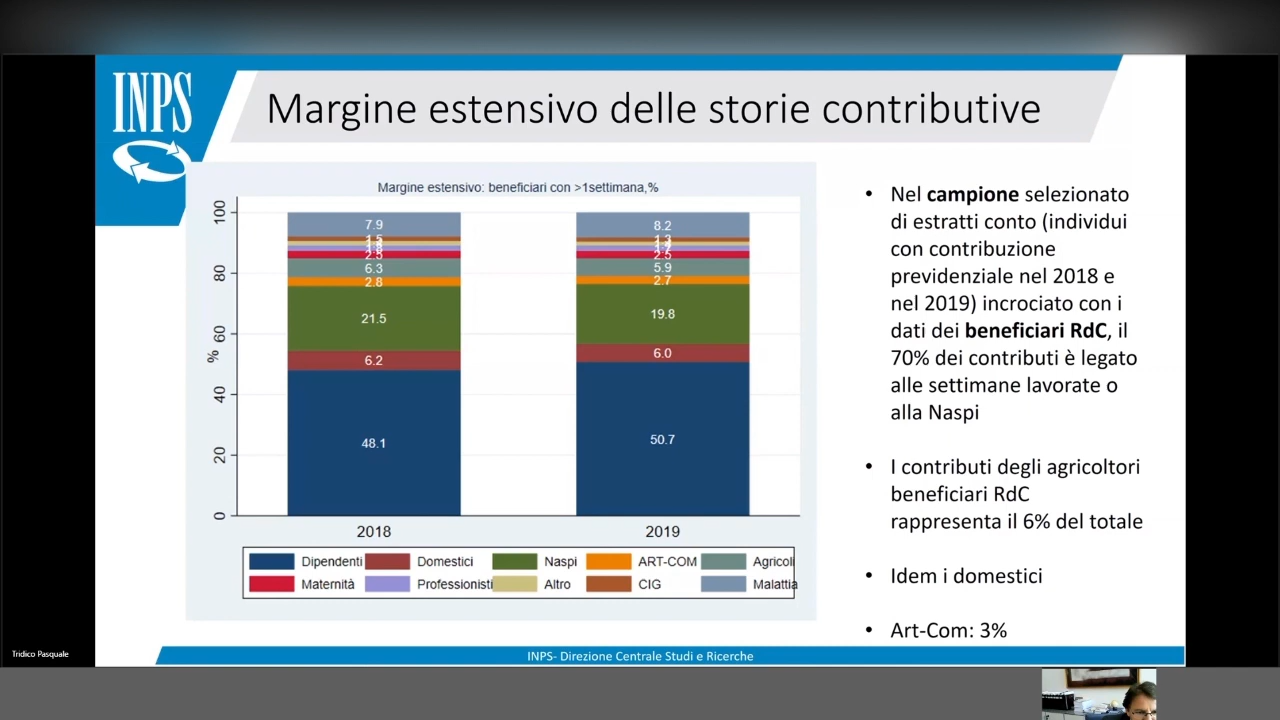 INPS
Margine estensivo delle storie contributive
Margine estensivo: beneficiari con >1settimana,%
%
100
80
60
40
20
0
7.9
1.5
2.5
6.3
2.8
21.5
6.2
48.1
8.2
1.3
2.5
5.9
2.7
19.8
6.0
50.7
2018
2019
Dipendenti Domestici Naspi ART-COM Agricoli
Maternità Professionisti Altro CIG Malattia
• Nel campione selezionato
di estratti conto (individui
con contribuzione
previdenziale nel 2018 e
nel 2019) incrociato con i
dati dei beneficiari RdC, il
70% dei contributi è legato
alle settimane lavorate o
alla Naspi
• I contributi degli agricoltori
beneficiari RdC
rappresenta il 6% del totale
• Idem i domestici
• Art-Com: 3%
Tridico Pasquale
INPS- Direzione Centrale Studi e Ricerche